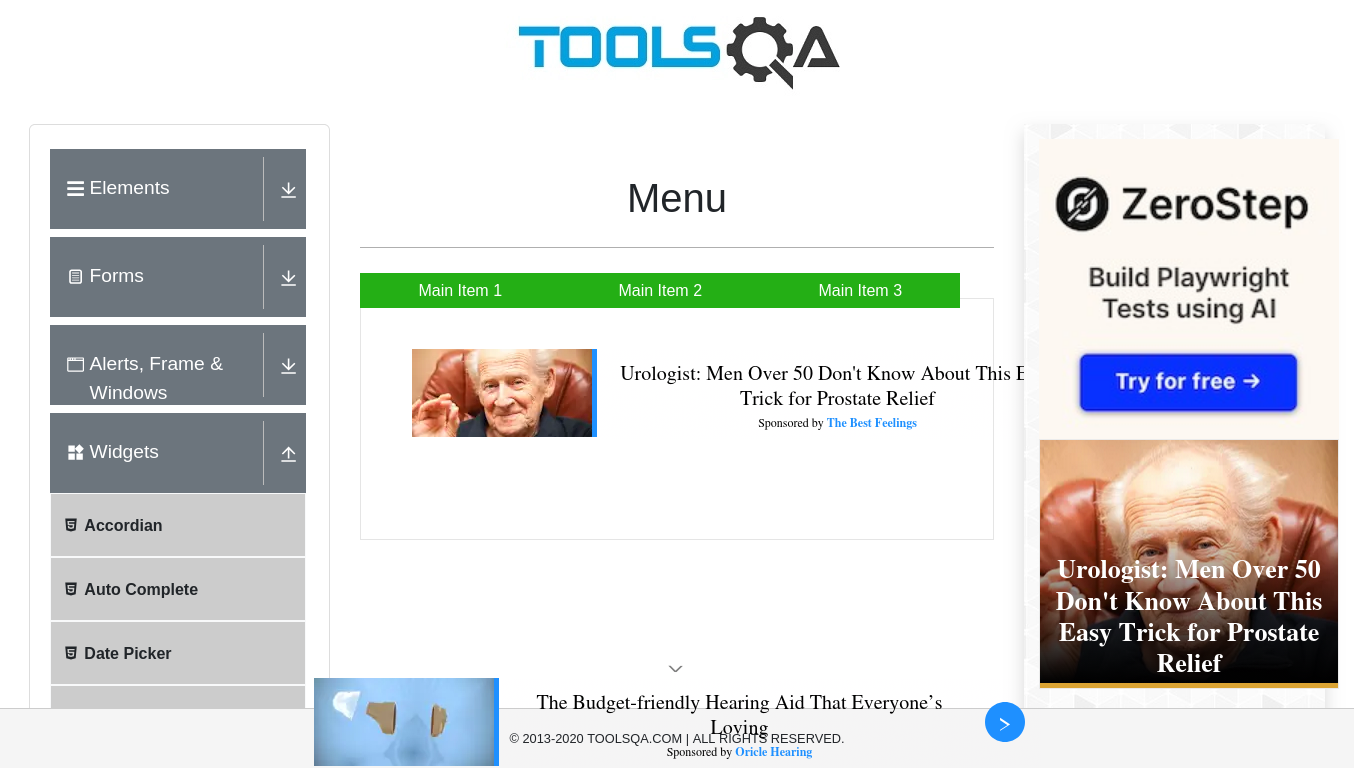 TOOLSQA
Elements
Forms
Alerts, Frame &
Windows
Widgets
Accordian
Auto Complete
Date Picker
Menu
Main Item 1
Main Item 2
Main Item 3
Urologist: Men Over 50 Don't Know About This
Trick for Prostate Relief
Sponsored by The Best Feelings
ZeroStep
Build Playwright
Tests using AI
Try for free →
Urologist: Men Over 50
Don't Know About This
Easy Trick for Prostate
Relief
The Budget-friendly Hearing Aid That Everyone’s
Loving
© 2013-2020 TOOLSQA.COM | ALL RIGHTS RESERVED.
Sponsored by Oricle Hearing